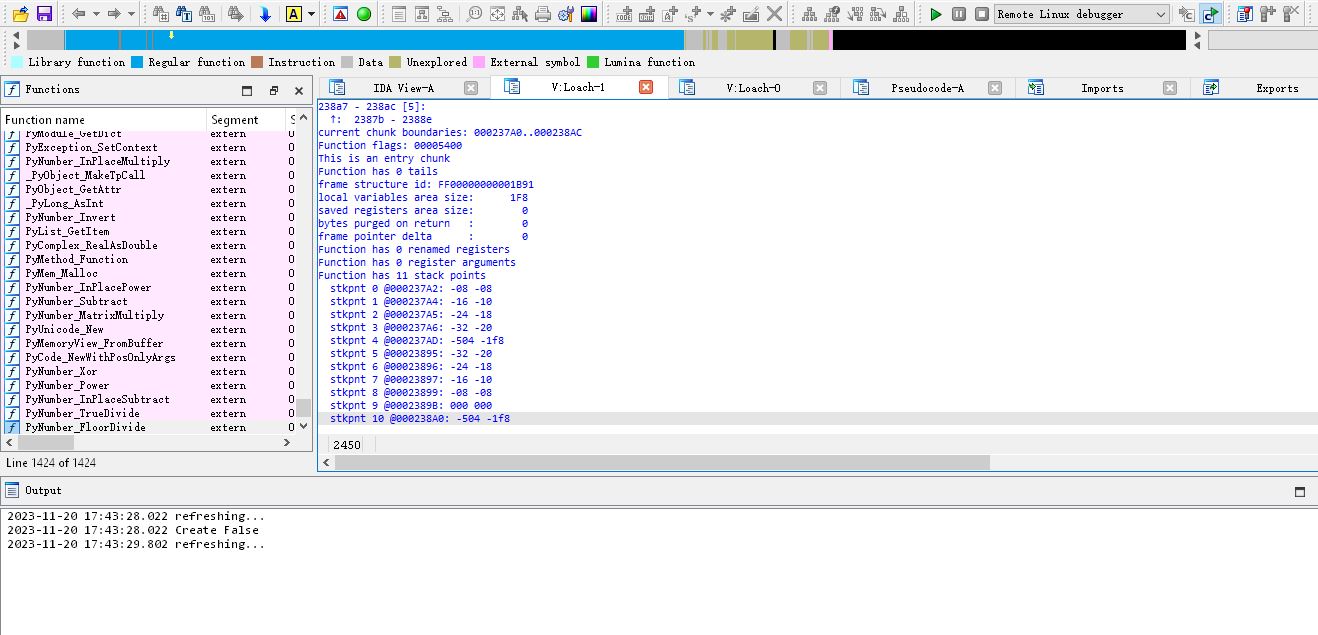 Remote Linux debugger
Library function Regular function Instruction Data Unexplored External symbol Lumina function
Functions
IDA View-A V:Loach-1 V:Loach-0 Pseudocode-A Imports Exports
Function name Segment
PyModule_GetDict extern 0
PyException_SetContext extern 0
PyNumber_InPlaceMultiply extern 0
_PyObject_MakeTpCall extern 0
PyObject_GetAttr extern 0
_PyLong_AsInt extern 0
PyNumber_Invert extern 0
PyList_GetItem extern 0
PyComplex_RealAsDouble extern 0
PyMethod_Function extern 0
PyMem_Malloc extern 0
PyNumber_InPlacePower extern 0
PyNumber_Subtract extern 0
PyNumber_MatrixMultiply extern 0
PyUnicode_New extern 0
PyMemoryView_FromBuffer extern 0
PyCode_NewWithPosOnlyArgs extern 0
PyNumber_Xor extern 0
PyNumber_Power extern 0
PyNumber_InPlaceSubtract extern 0
PyNumber_TrueDivide extern 0
PyNumber_FloorDivide extern 0
Line 1424 of 1424
238a7 - 238ac [5]:
↑: 2387b - 2388e
current chunk boundaries: 000237A0..000238AC
Function flags: 00005400
This is an entry chunk
Function has 0 tails
frame structure id: FF00000000001B91
local variables area size: 1F8
saved registers area size: 0
bytes purged on return : 0
frame pointer delta : 0
Function has 0 renamed registers
Function has 0 register arguments
Function has 11 stack points
stkpnt 0 @000237A2: -08 -08
stkpnt 1 @000237A4: -16 -10
stkpnt 2 @000237A5: -24 -18
stkpnt 3 @000237A6: -32 -20
stkpnt 4 @000237AD: -504 -1f8
stkpnt 5 @00023895: -32 -20
stkpnt 6 @00023896: -24 -18
stkpnt 7 @00023897: -16 -10
stkpnt 8 @00023899: -08 -08
stkpnt 9 @0002389B: 000 000
stkpnt 10 @000238A0: -504 -1f8
2450
Output
2023-11-20 17:43:28.022 refreshing...
2023-11-20 17:43:28.022 Create False
2023-11-20 17:43:29.802 refreshing...